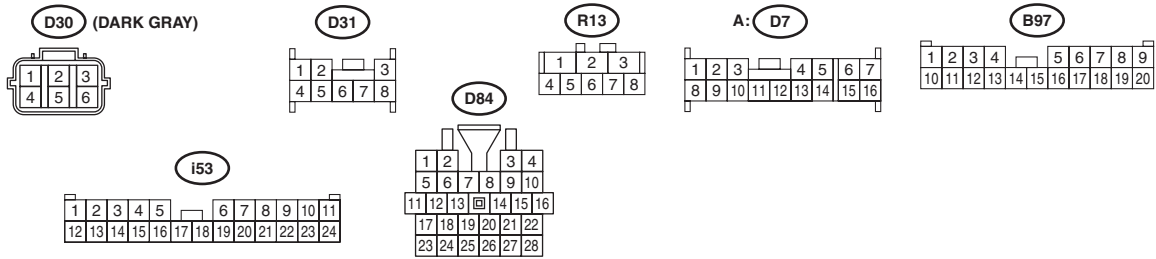 D30 (DARK GRAY)
1 2 3
4 5 6
D31
1 2 3
4 5 6 7 8
R13
1 2 3
4 5 6 7 8
A: D7
1 2 3 4 5 6 7
8 9 10 11 12 13 14 15 16
B97
1 2 3 4 5 6 7 8 9
10 11 12 13 14 15 16 17 18 19 20
i53
1 2 3 4 5 6 7 8 9 10 11
12 13 14 15 16 17 18 19 20 21 22 23 24
D84
1 2 3 4
5 6 7 8 9 10
11 12 13 14 15 16
17 18 19 20 21 22
23 24 25 26 27 28